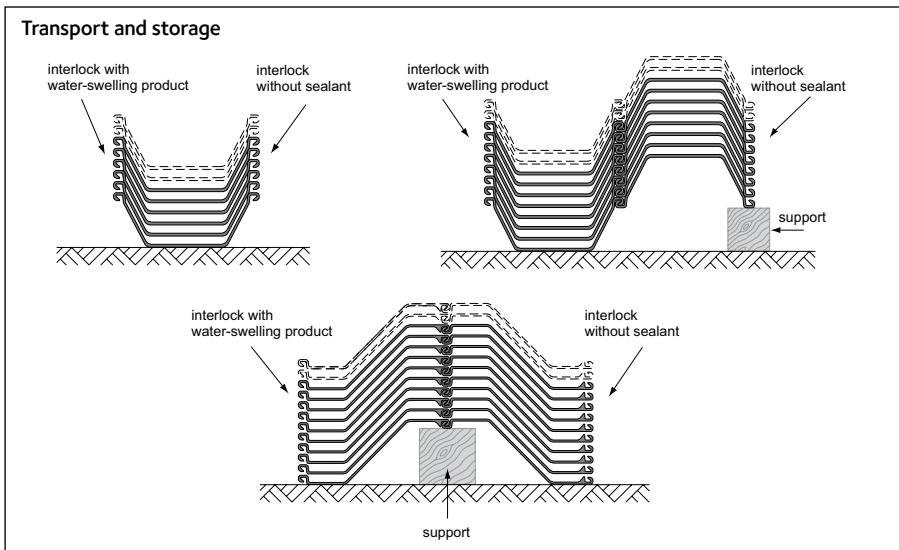 Transport and storage
interlock with
water-swelling product
interlock
without sealant
interlock with
water-swelling product
interlock
without sealant
support
interlock with
water-swelling product
interlock
without sealant
support